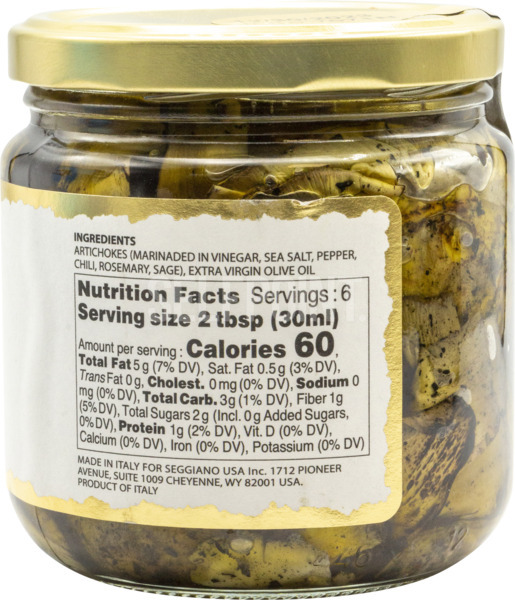 INGREDIENTS
ARTICHOKES (MARINADED IN VINEGAR, SEA SALT, PEPPER,
CHILI, ROSEMARY, SAGE), EXTRA VIRGIN OLIVE OIL
Nutrition Facts Servings : 6
Serving size 2 tbsp (30ml)
Amount per serving : Calories 60,
Total Fat 5 g (7% DV), Sat. Fat 0.5 g (3% DV),
Trans Fat 0 g, Cholest. 0 mg (0% DV), Sodium 0
mg (0% DV), Total Carb. 3g (1% DV), Fiber 1g
(5% DV), Total Sugars 2 g (Incl. 0 g Added Sugars,
0% DV), Protein 1g (2% DV), Vit. D (0% DV),
Calcium (0% DV), Iron (0% DV), Potassium (0% DV)
MADE IN ITALY FOR SEGGIANO USA Inc. 1712 PIONEER
AVENUE, SUITE 1009 CHEYENNE, WY 82001 USA.
PRODUCT OF ITALY